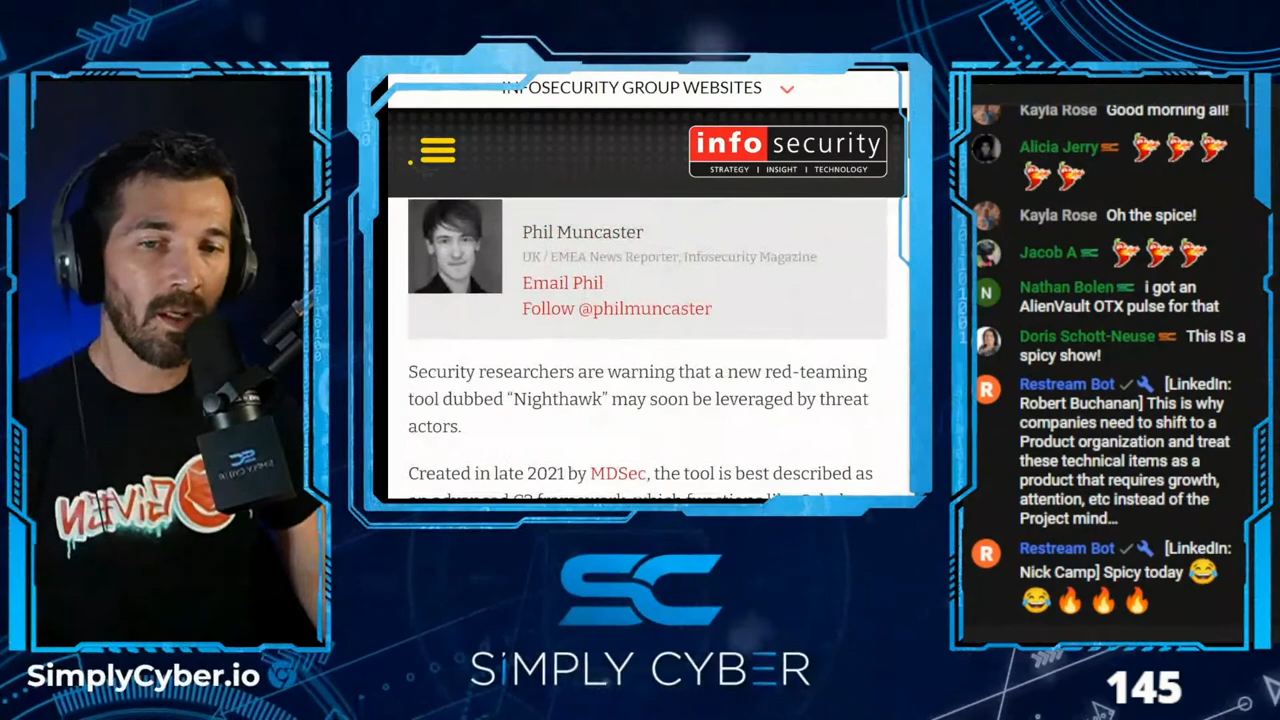 INFOSECURITY GROUP WEBSITES
info security
STRATEGY | INSIGHT | TECHNOLOGY
Phil Muncaster
UK / EMEA News Reporter, Infosecurity Magazine
Email Phil
Follow @philmuncaster
Security researchers are warning that a new red-teaming
tool dubbed “Nighthawk” may soon be leveraged by threat
actors.
Created in late 2021 by MDSec, the tool is best described as
Kayla Rose Good morning all!
Alicia Jerry
Kayla Rose Oh the spice!
Jacob A
N
Nathan Bolen i got an
AlienVault OTX pulse for that
Doris Schott-Neuse This IS a
spicy show!
R
Restream Bot [LinkedIn:
Robert Buchanan] This is why
companies need to shift to a
Product organization and treat
these technical items as a
product that requires growth,
attention, etc instead of the
Project mind...
R
Restream Bot [LinkedIn:
Nick Camp] Spicy today 😂
😂🔥🔥🔥
SC
SiMPLY CYBER
SimplyCyber.io
145